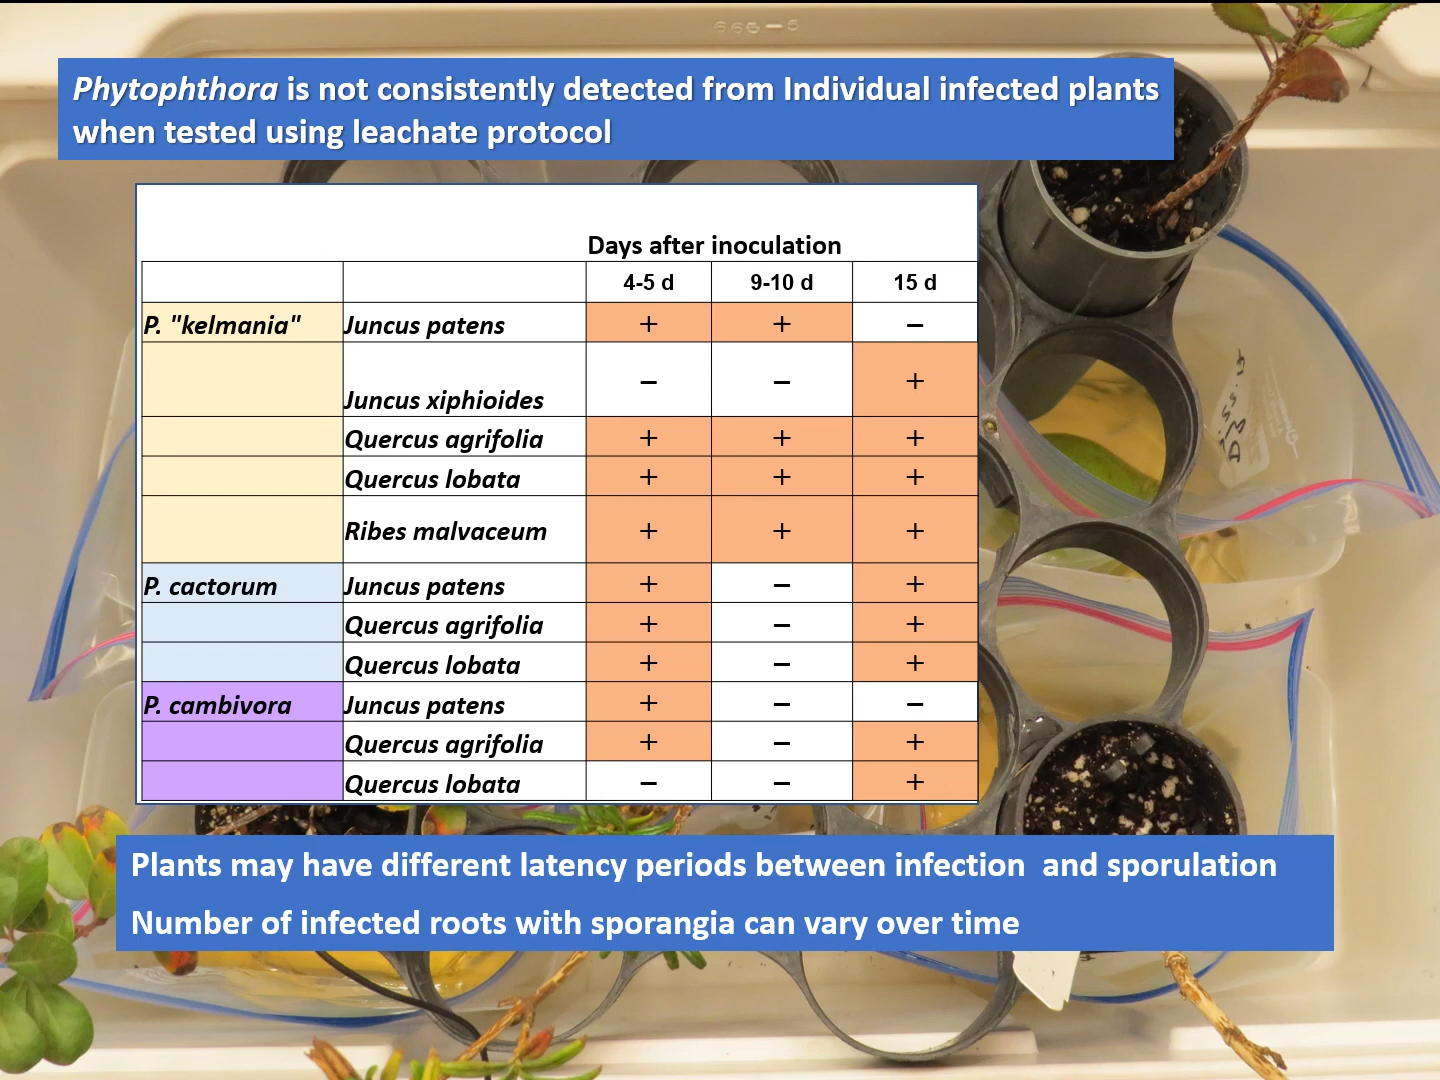 Phytophthora is not consistently detected from Individual infected plants
when tested using leachate protocol
Days after inoculation
4-5 d 9-10 d 15 d
P. "kelmania" Juncus patens + + –
Juncus xiphioides – – +
Quercus agrifolia + + +
Quercus lobata + + +
Ribes malvaceum + + +
P. cactorum Juncus patens + – +
Quercus agrifolia + – +
Quercus lobata + – +
P. cambivora Juncus patens + – –
Quercus agrifolia + – +
Quercus lobata – – +
Plants may have different latency periods between infection and sporulation
Number of infected roots with sporangia can vary over time